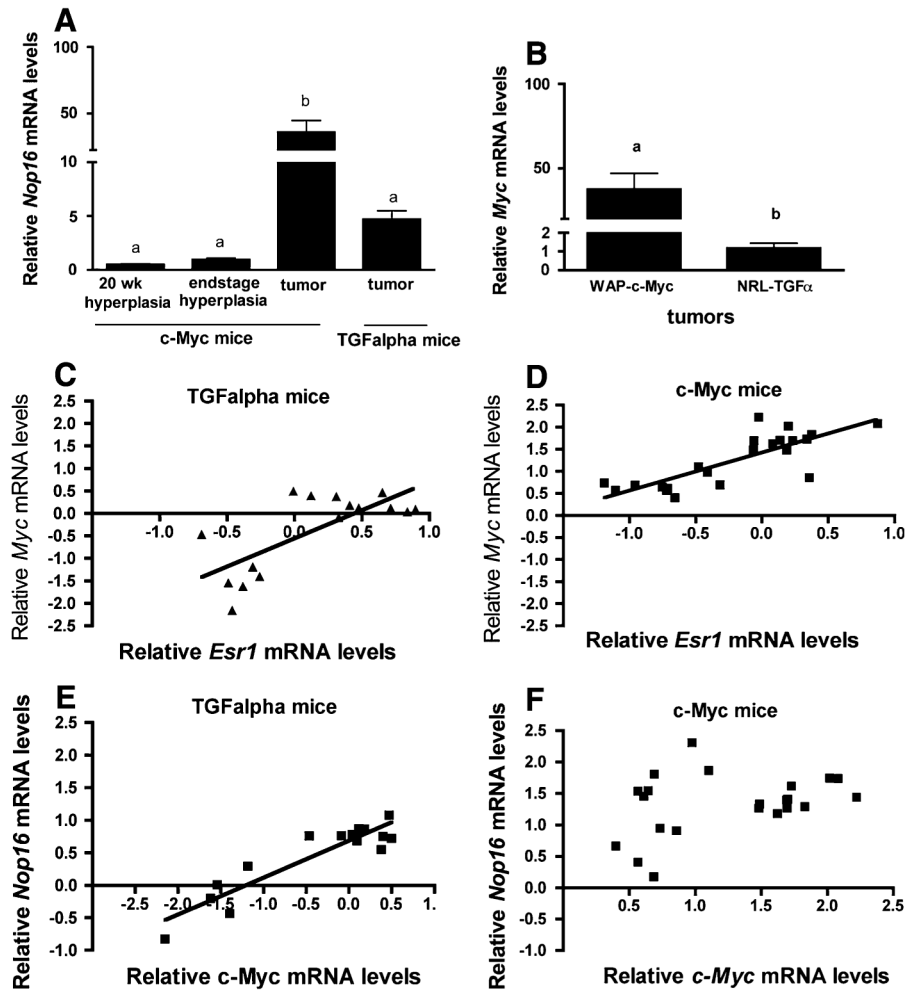 A
Relative Nop16 mRNA levels
100
50
10
5
0
a
a
b
a
20 wk hyperplasia
endstage hyperplasia
tumor
tumor
c-Myc mice
TGFalpha mice
B
Relative Myc mRNA levels
100
50
2
1
0
a
b
WAP-c-Myc
NRL-TGFα
tumors
C
TGFalpha mice
Relative Myc mRNA levels
2.5
2.0
1.5
1.0
0.5
0.0
-0.5
-1.0
-1.5
-2.0
-2.5
-1.0 -0.5 0.0 0.5 1.0
Relative Esr1 mRNA levels
D
c-Myc mice
Relative Myc mRNA levels
2.5
2.0
1.5
1.0
0.5
0.0
-0.5
-1.0
-1.5
-2.0
-2.5
-1.0 -0.5 0.0 0.5 1.0
Relative Esr1 mRNA levels
E
TGFalpha mice
Relative Nop16 mRNA levels
2.5
2.0
1.5
1.0
0.5
0.0
-0.5
-1.0
-2.5 -2.0 -1.5 -1.0 -0.5 0.0 0.5 1.
Relative c-Myc mRNA levels
F
c-Myc mice
Relative Nop16 mRNA levels
2.5
2.0
1.5
1.0
0.5
0.0
-0.5
-1.0
0.5 1.0 1.5 2.0 2.5
Relative c-Myc mRNA levels